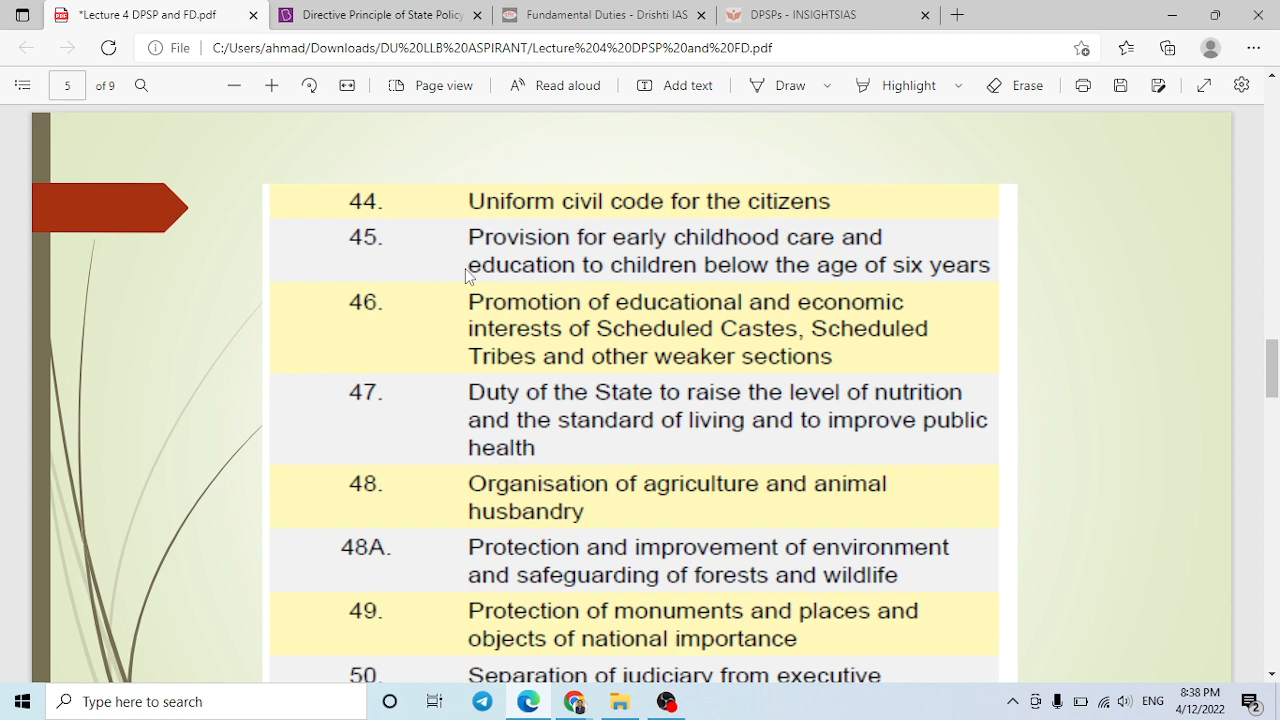 *Lecture 4 DPSP and FD.pdf
Directive Principle of State Policy
Fundamental Duties - Drishti IAS
DPSPs - INSIGHTSIAS
File
C:/Users/ahmad/Downloads/DU%20LLB%20ASPIRANT/Lecture%204%20DPSP%20and%20FD.pdf
5 of 9
Page view
Read aloud
Add text
Draw
Highlight
Erase
44. Uniform civil code for the citizens
45. Provision for early childhood care and
education to children below the age of six years
46. Promotion of educational and economic
interests of Scheduled Castes, Scheduled
Tribes and other weaker sections
47. Duty of the State to raise the level of nutrition
and the standard of living and to improve public
health
48. Organisation of agriculture and animal
husbandry
48A. Protection and improvement of environment
and safeguarding of forests and wildlife
49. Protection of monuments and places and
objects of national importance
50. Separation of judiciary from executive
Type here to search
ENG
8:38 PM
4/12/2022
2